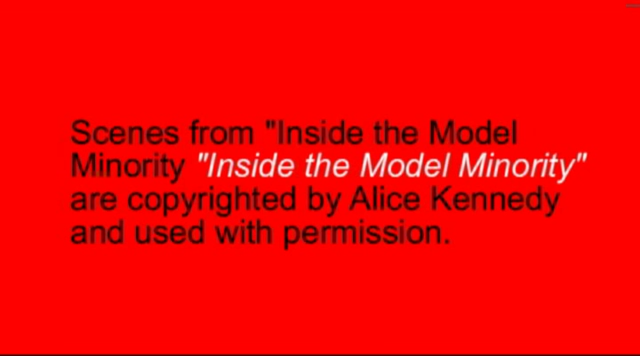 Scenes from "Inside the Model
Minority "Inside the Model Minority"
are copyrighted by Alice Kennedy
and used with permission.